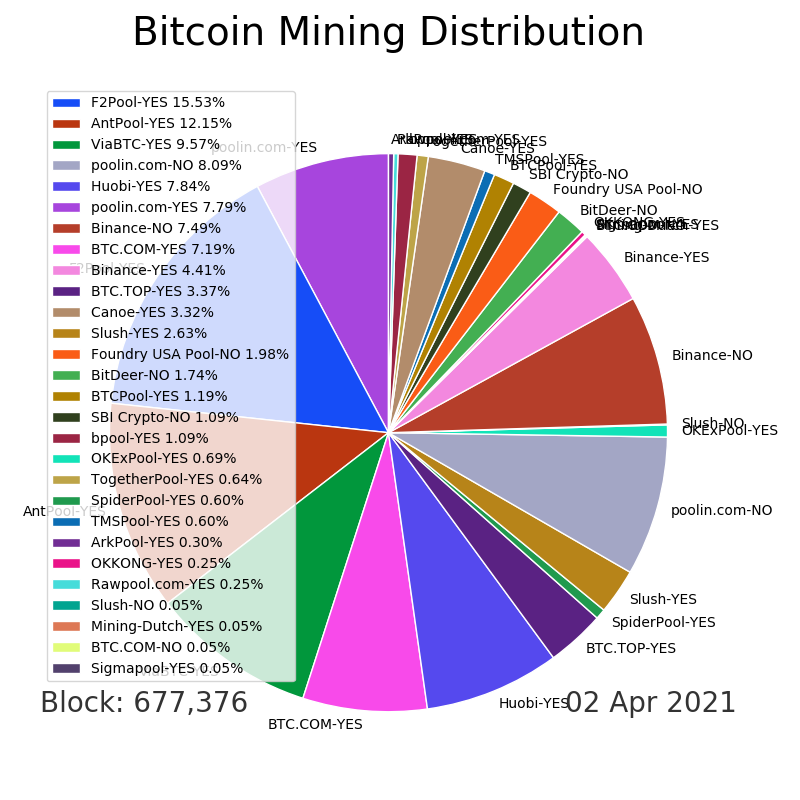 Bitcoin Mining Distribution
F2Pool-YES 15.53%
AntPool-YES 12.15%
ViaBTC-YES 9.57%
poolin.com-NO 8.09%
Huobi-YES 7.84%
poolin.com-YES 7.79%
Binance-NO 7.49%
BTC.COM-YES 7.19%
Binance-YES 4.41%
BTC.TOP-YES 3.37%
Canoe-YES 3.32%
Slush-YES 2.63%
Foundry USA Pool-NO 1.98%
BitDeer-NO 1.74%
BTCPool-YES 1.19%
SBI Crypto-NO 1.09%
bpool-YES 1.09%
OKExPool-YES 0.69%
TogetherPool-YES 0.64%
SpiderPool-YES 0.60%
TMSPool-YES 0.60%
ArkPool-YES 0.30%
OKKONG-YES 0.25%
Rawpool.com-YES 0.25%
Slush-NO 0.05%
Mining-Dutch-YES 0.05%
BTC.COM-NO 0.05%
Sigmapool-YES 0.05%
poolin.com-YES
F2Pool-YES
AntPool-YES
ViaBTC-YES
BTC.COM-YES
Huobi-YES
BTC.TOP-YES
SpiderPool-YES
Slush-YES
poolin.com-NO
OKExPool-YES
Slush-NO
Binance-NO
Binance-YES
OKKONG-YES
BitDeer-NO
Foundry USA Pool-NO
SBI Crypto-NO
BTCPool-YES
TMSPool-YES
Canoe-YES
Block: 677,376
02 Apr 2021